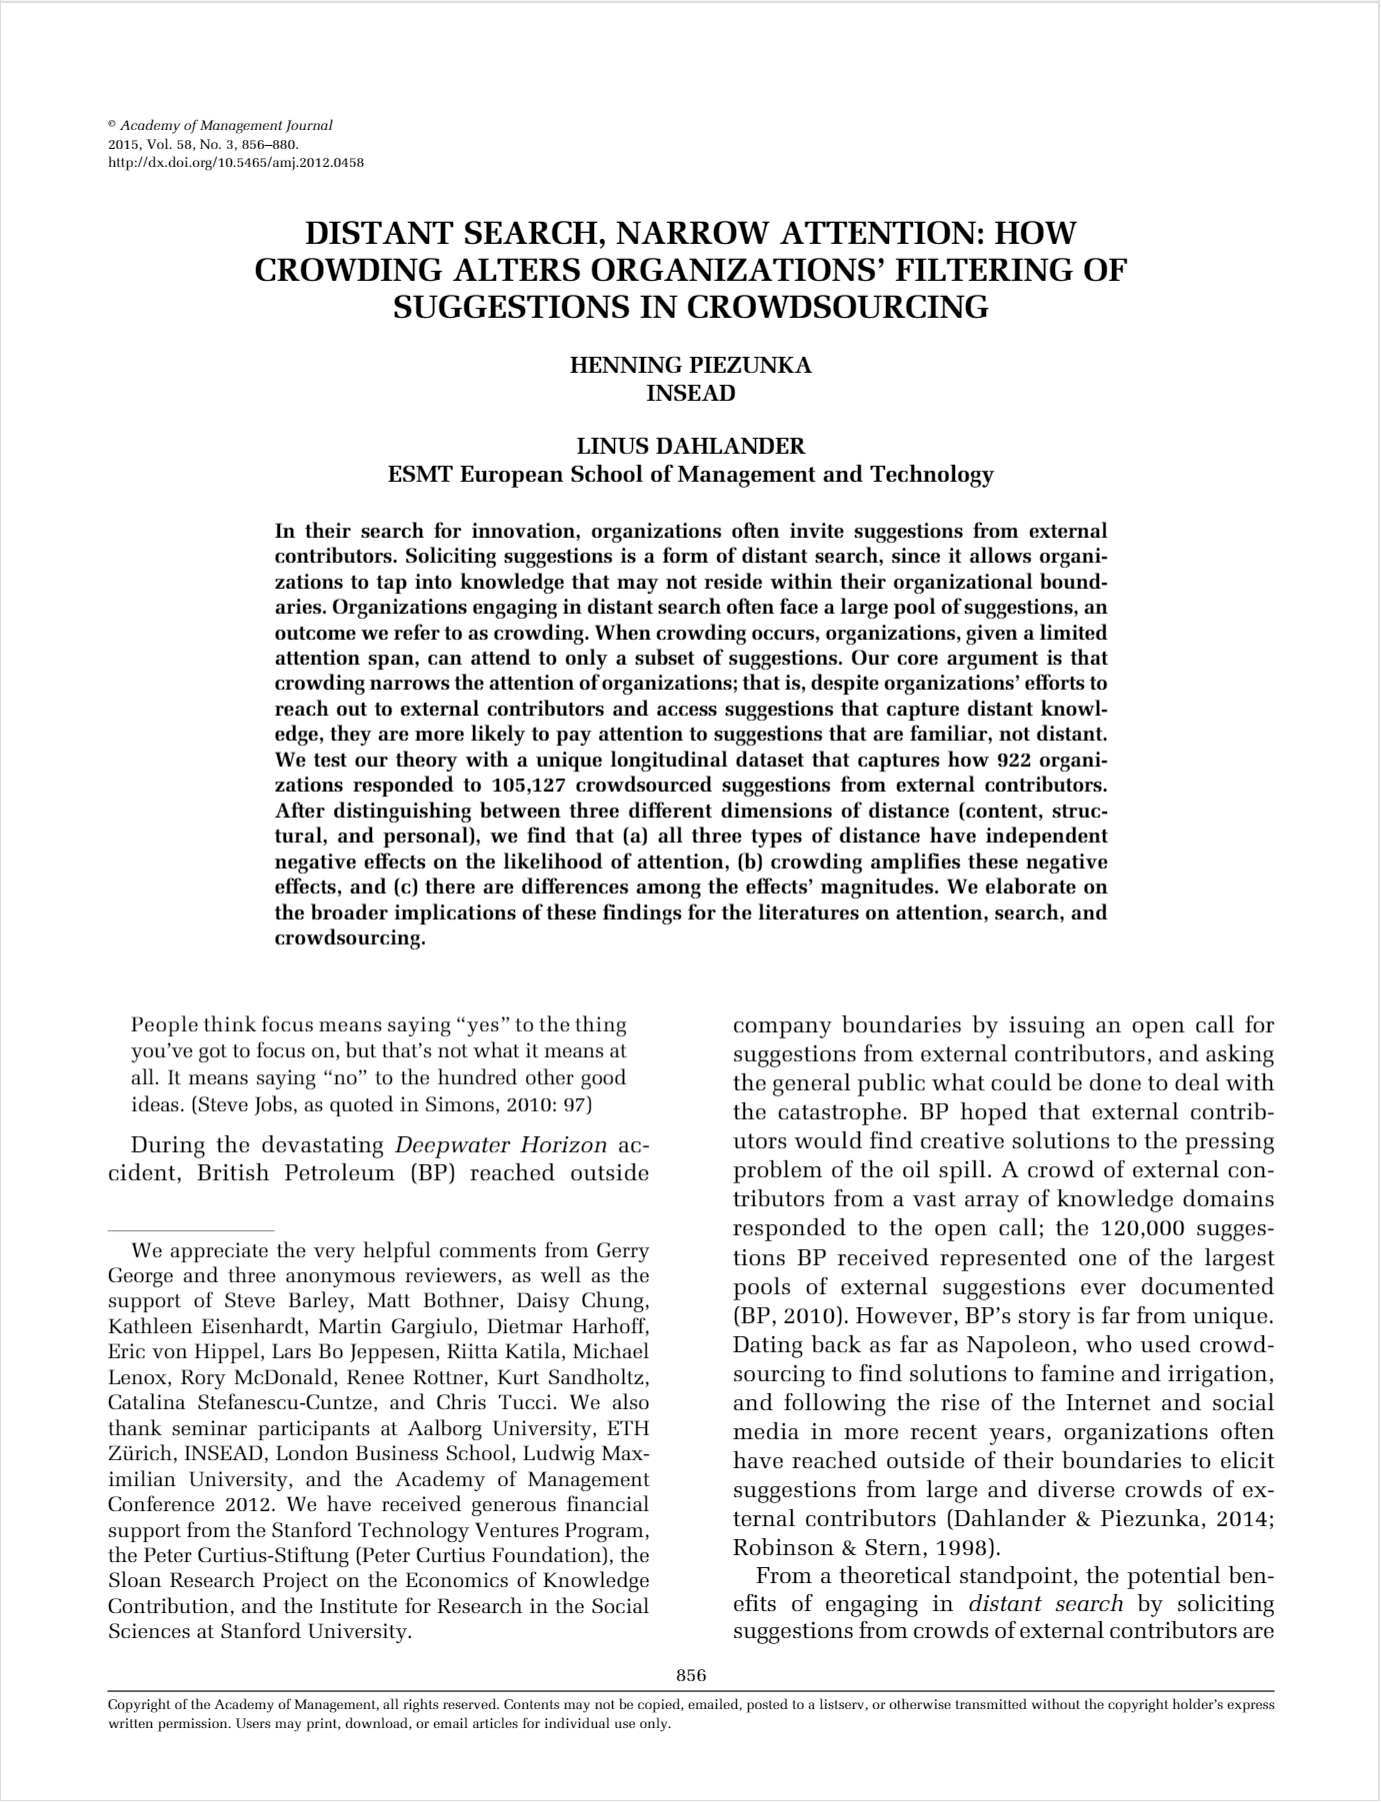 © Academy of Management Journal
2015, Vol. 58, No. 3, 856–880.
http://dx.doi.org/10.5465/amj.2012.0458
DISTANT SEARCH, NARROW ATTENTION: HOW
CROWDING ALTERS ORGANIZATIONS’ FILTERING OF
SUGGESTIONS IN CROWDSOURCING
HENNING PIEZUNKA
INSEAD
LINUS DAHLANDER
ESMT European School of Management and Technology
In their search for innovation, organizations often invite suggestions from external
contributors. Soliciting suggestions is a form of distant search, since it allows organi-
zations to tap into knowledge that may not reside within their organizational bound-
aries. Organizations engaging in distant search often face a large pool of suggestions, an
outcome we refer to as crowding. When crowding occurs, organizations, given a limited
attention span, can attend to only a subset of suggestions. Our core argument is that
crowding narrows the attention of organizations; that is, despite organizations’ efforts to
reach out to external contributors and access suggestions that capture distant knowl-
edge, they are more likely to pay attention to suggestions that are familiar, not distant.
We test our theory with a unique longitudinal dataset that captures how 922 organi-
zations responded to 105,127 crowdsourced suggestions from external contributors.
After distinguishing between three different dimensions of distance (content, struc-
tural, and personal), we find that (a) all three types of distance have independent
negative effects on the likelihood of attention, (b) crowding amplifies these negative
effects, and (c) there are differences among the effects’ magnitudes. We elaborate on
the broader implications of these findings for the literatures on attention, search, and
crowdsourcing.
People think focus means saying “yes” to the thing
you’ve got to focus on, but that’s not what it means at
all. It means saying “no” to the hundred other good
ideas. (Steve Jobs, as quoted in Simons, 2010: 97)
During the devastating Deepwater Horizon ac-
cident, British Petroleum (BP) reached outside
We appreciate the very helpful comments from Gerry
George and three anonymous reviewers, as well as the
support of Steve Barley, Matt Bothner, Daisy Chung,
Kathleen Eisenhardt, Martin Gargiulo, Dietmar Harhoff,
Eric von Hippel, Lars Bo Jeppesen, Riitta Katila, Michael
Lenox, Rory McDonald, Renee Rottner, Kurt Sandholtz,
Catalina Stefanescu-Cuntze, and Chris Tucci. We also
thank seminar participants at Aalborg University, ETH
Zürich, INSEAD, London Business School, Ludwig Max-
imilian University, and the Academy of Management
Conference 2012. We have received generous financial
support from the Stanford Technology Ventures Program,
the Peter Curtius-Stiftung (Peter Curtius Foundation), the
Sloan Research Project on the Economics of Knowledge
Contribution, and the Institute for Research in the Social
Sciences at Stanford University.
company boundaries by issuing an open call for
suggestions from external contributors, and asking
the general public what could be done to deal with
the catastrophe. BP hoped that external contrib-
utors would find creative solutions to the pressing
problem of the oil spill. A crowd of external con-
tributors from a vast array of knowledge domains
responded to the open call; the 120,000 sugges-
tions BP received represented one of the largest
pools of external suggestions ever documented
(BP, 2010). However, BP’s story is far from unique.
Dating back as far as Napoleon, who used crowd-
sourcing to find solutions to famine and irrigation,
and following the rise of the Internet and social
media in more recent years, organizations often
have reached outside of their boundaries to elicit
suggestions from large and diverse crowds of ex-
ternal contributors (Dahlander & Piezunka, 2014;
Robinson & Stern, 1998).
From a theoretical standpoint, the potential ben-
efits of engaging in distant search by soliciting
suggestions from crowds of external contributors are
856
Copyright of the Academy of Management, all rights reserved. Contents may not be copied, emailed, posted to a listserv, or otherwise transmitted without the copyright holder’s express
written permission. Users may print, download, or email articles for individual use only.